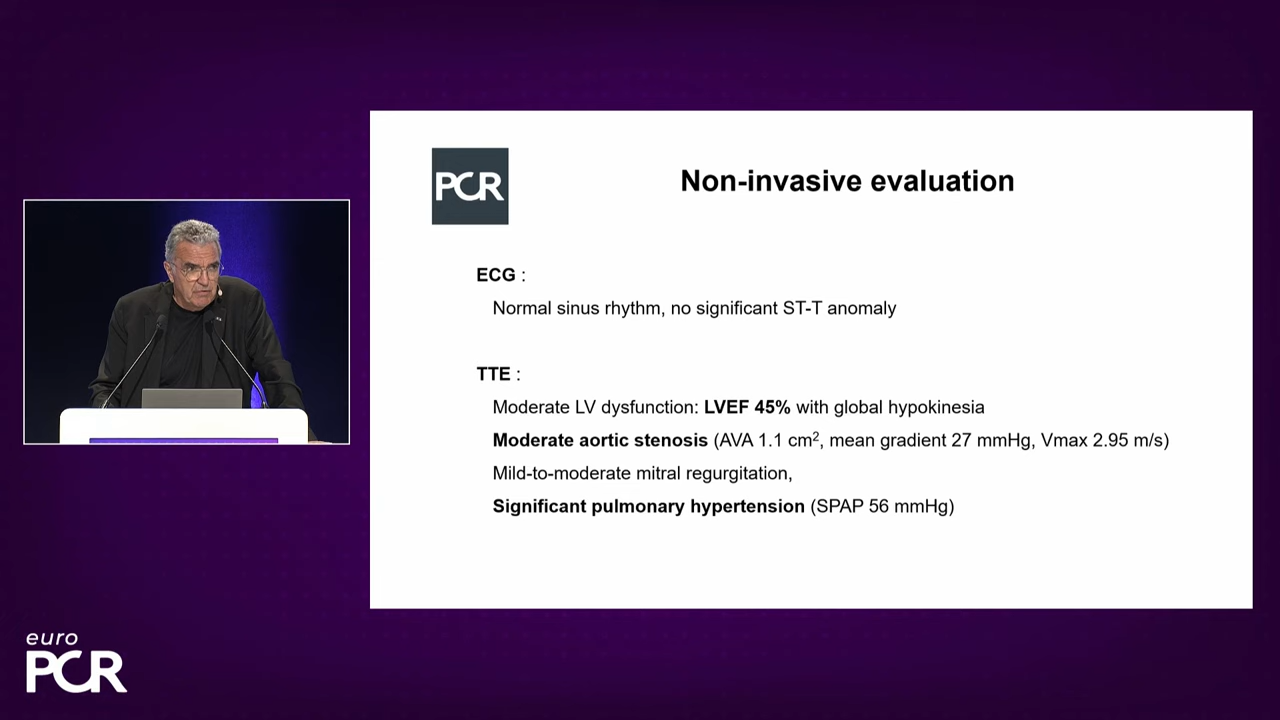 PCR
Non-invasive evaluation
ECG :
Normal sinus rhythm, no significant ST-T anomaly
TTE :
Moderate LV dysfunction: LVEF 45% with global hypokinesia
Moderate aortic stenosis (AVA 1.1 cm², mean gradient 27 mmHg, Vmax 2.95 m/s)
Mild-to-moderate mitral regurgitation,
Significant pulmonary hypertension (SPAP 56 mmHg)
euro
PCR